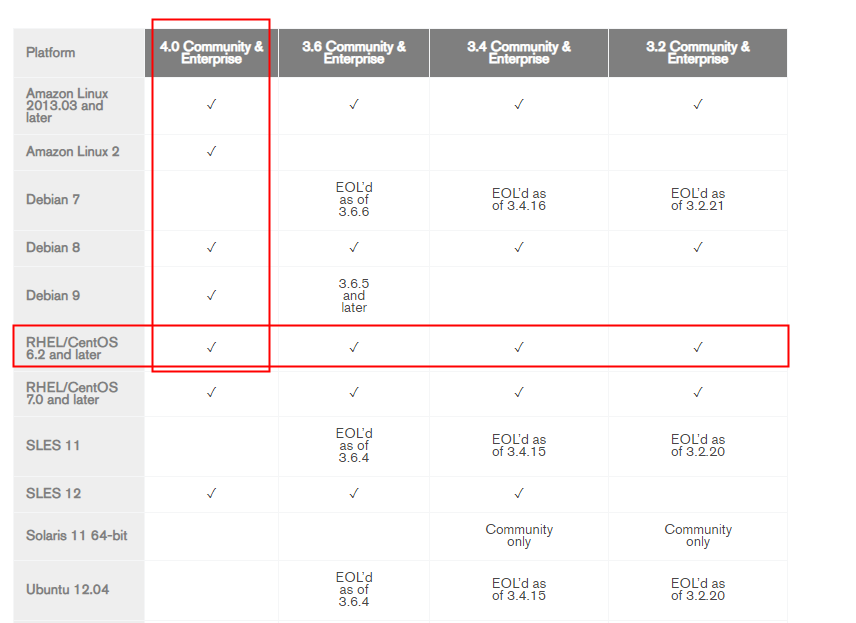 Platform
4.0 Community &
Enterprise
3.6 Community &
Enterprise
3.4 Community &
Enterprise
3.2 Community &
Enterprise
Amazon Linux
2013.03 and
later
✓
✓
✓
✓
Amazon Linux 2
✓
Debian 7
EOL’d
as of
3.6.6
EOL’d as
of 3.4.16
EOL’d as
of 3.2.21
Debian 8
✓
✓
✓
✓
Debian 9
✓
3.6.5
and
later
RHEL/CentOS
6.2 and later
✓
✓
✓
✓
RHEL/CentOS
7.0 and later
✓
✓
✓
✓
SLES 11
EOL’d
as of
3.6.4
EOL’d as
of 3.4.15
EOL’d as
of 3.2.20
SLES 12
✓
✓
✓
Solaris 11 64-bit
Community
only
Community
only
Ubuntu 12.04
EOL’d
as of
3.6.4
EOL’d as
of 3.4.15
EOL’d as
of 3.2.20